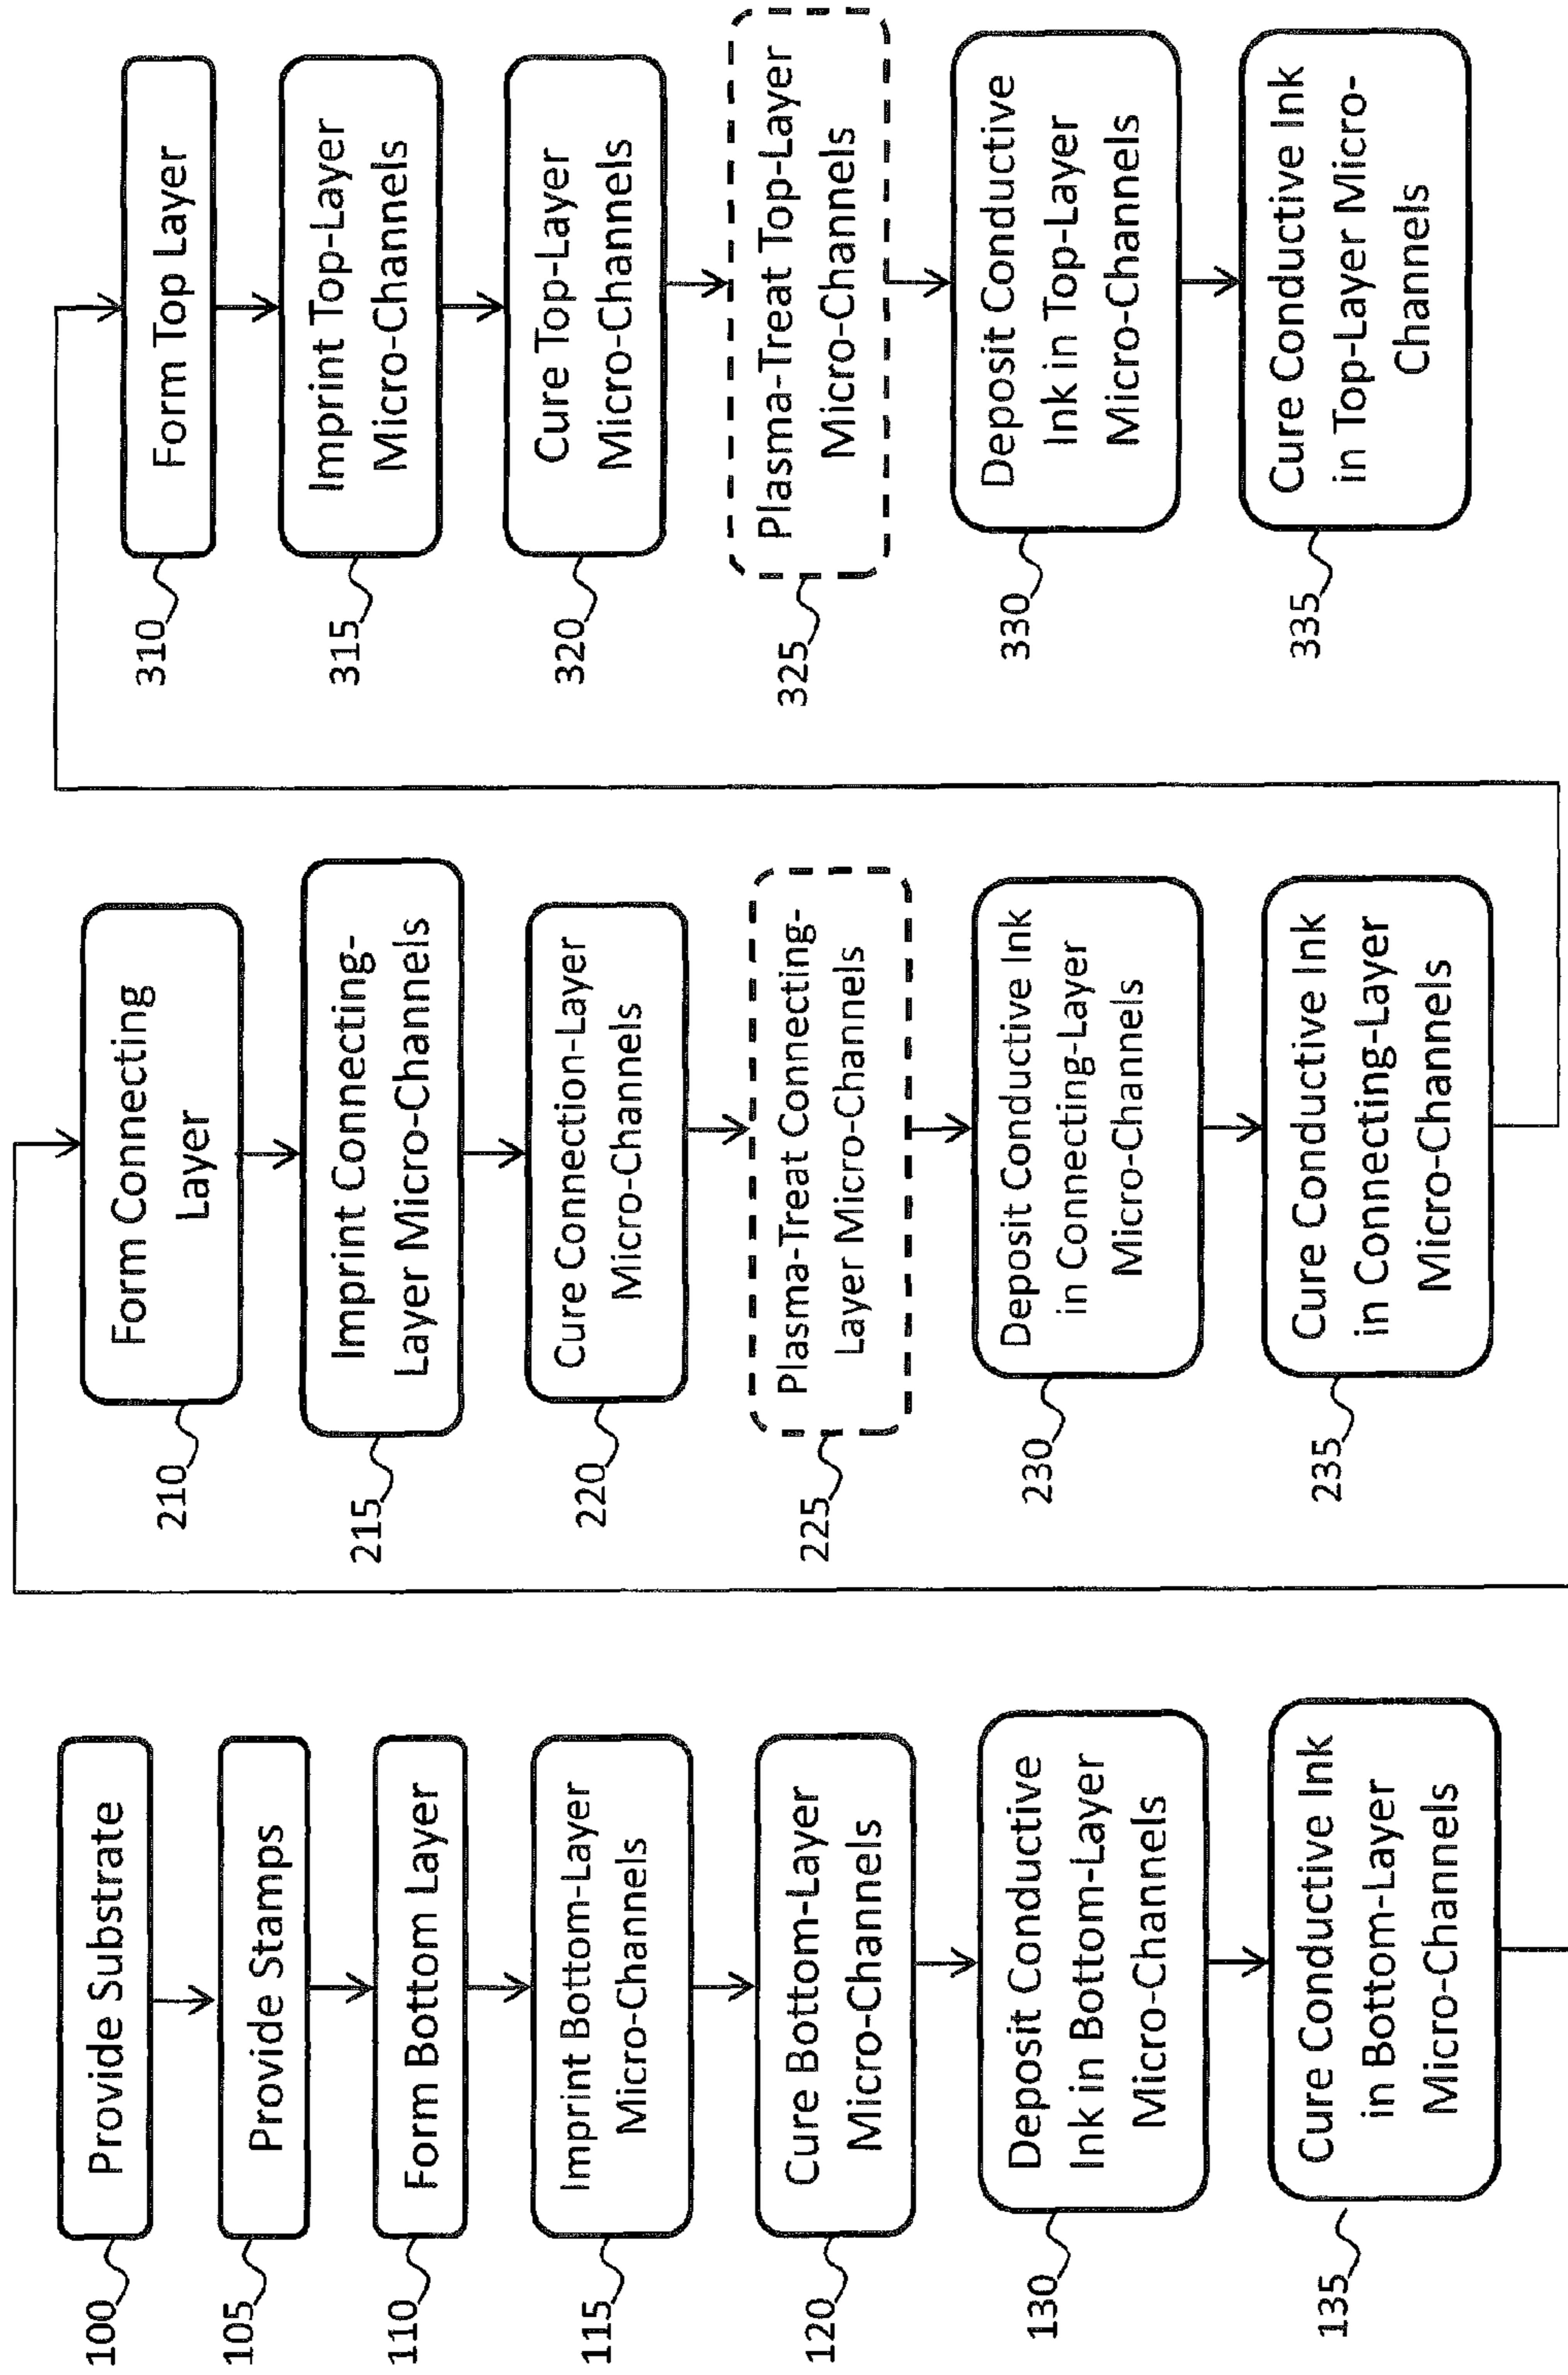 100
Provide Substrate
105
Provide Stamps
110
Form Bottom Layer
115
Imprint Bottom-Layer
Micro-Channels
120
Cure Bottom-Layer
Micro-Channels
130
Deposit Conductive
Ink in Bottom-Layer
Micro-Channels
135
Cure Conductive Ink
in Bottom-Layer
Micro-Channels
210
Form Connecting
Layer
215
Imprint Connecting-
Layer Micro-Channels
220
Cure Connection-Layer
Micro-Channels
225
Plasma-Treat Connecting-
Layer Micro-Channels
230
Deposit Conductive Ink
in Connecting-Layer
Micro-Channels
235
Cure Conductive Ink
in Connecting-Layer
Micro-Channels
310
Form Top Layer
315
Imprint Top-Layer
Micro-Channels
320
Cure Top-Layer
Micro-Channels
325
Plasma-Treat Top-Layer
Micro-Channels
330
Deposit Conductive
Ink in Top-Layer
Micro-Channels
335
Cure Conductive Ink
in Top-Layer Micro-
Channels